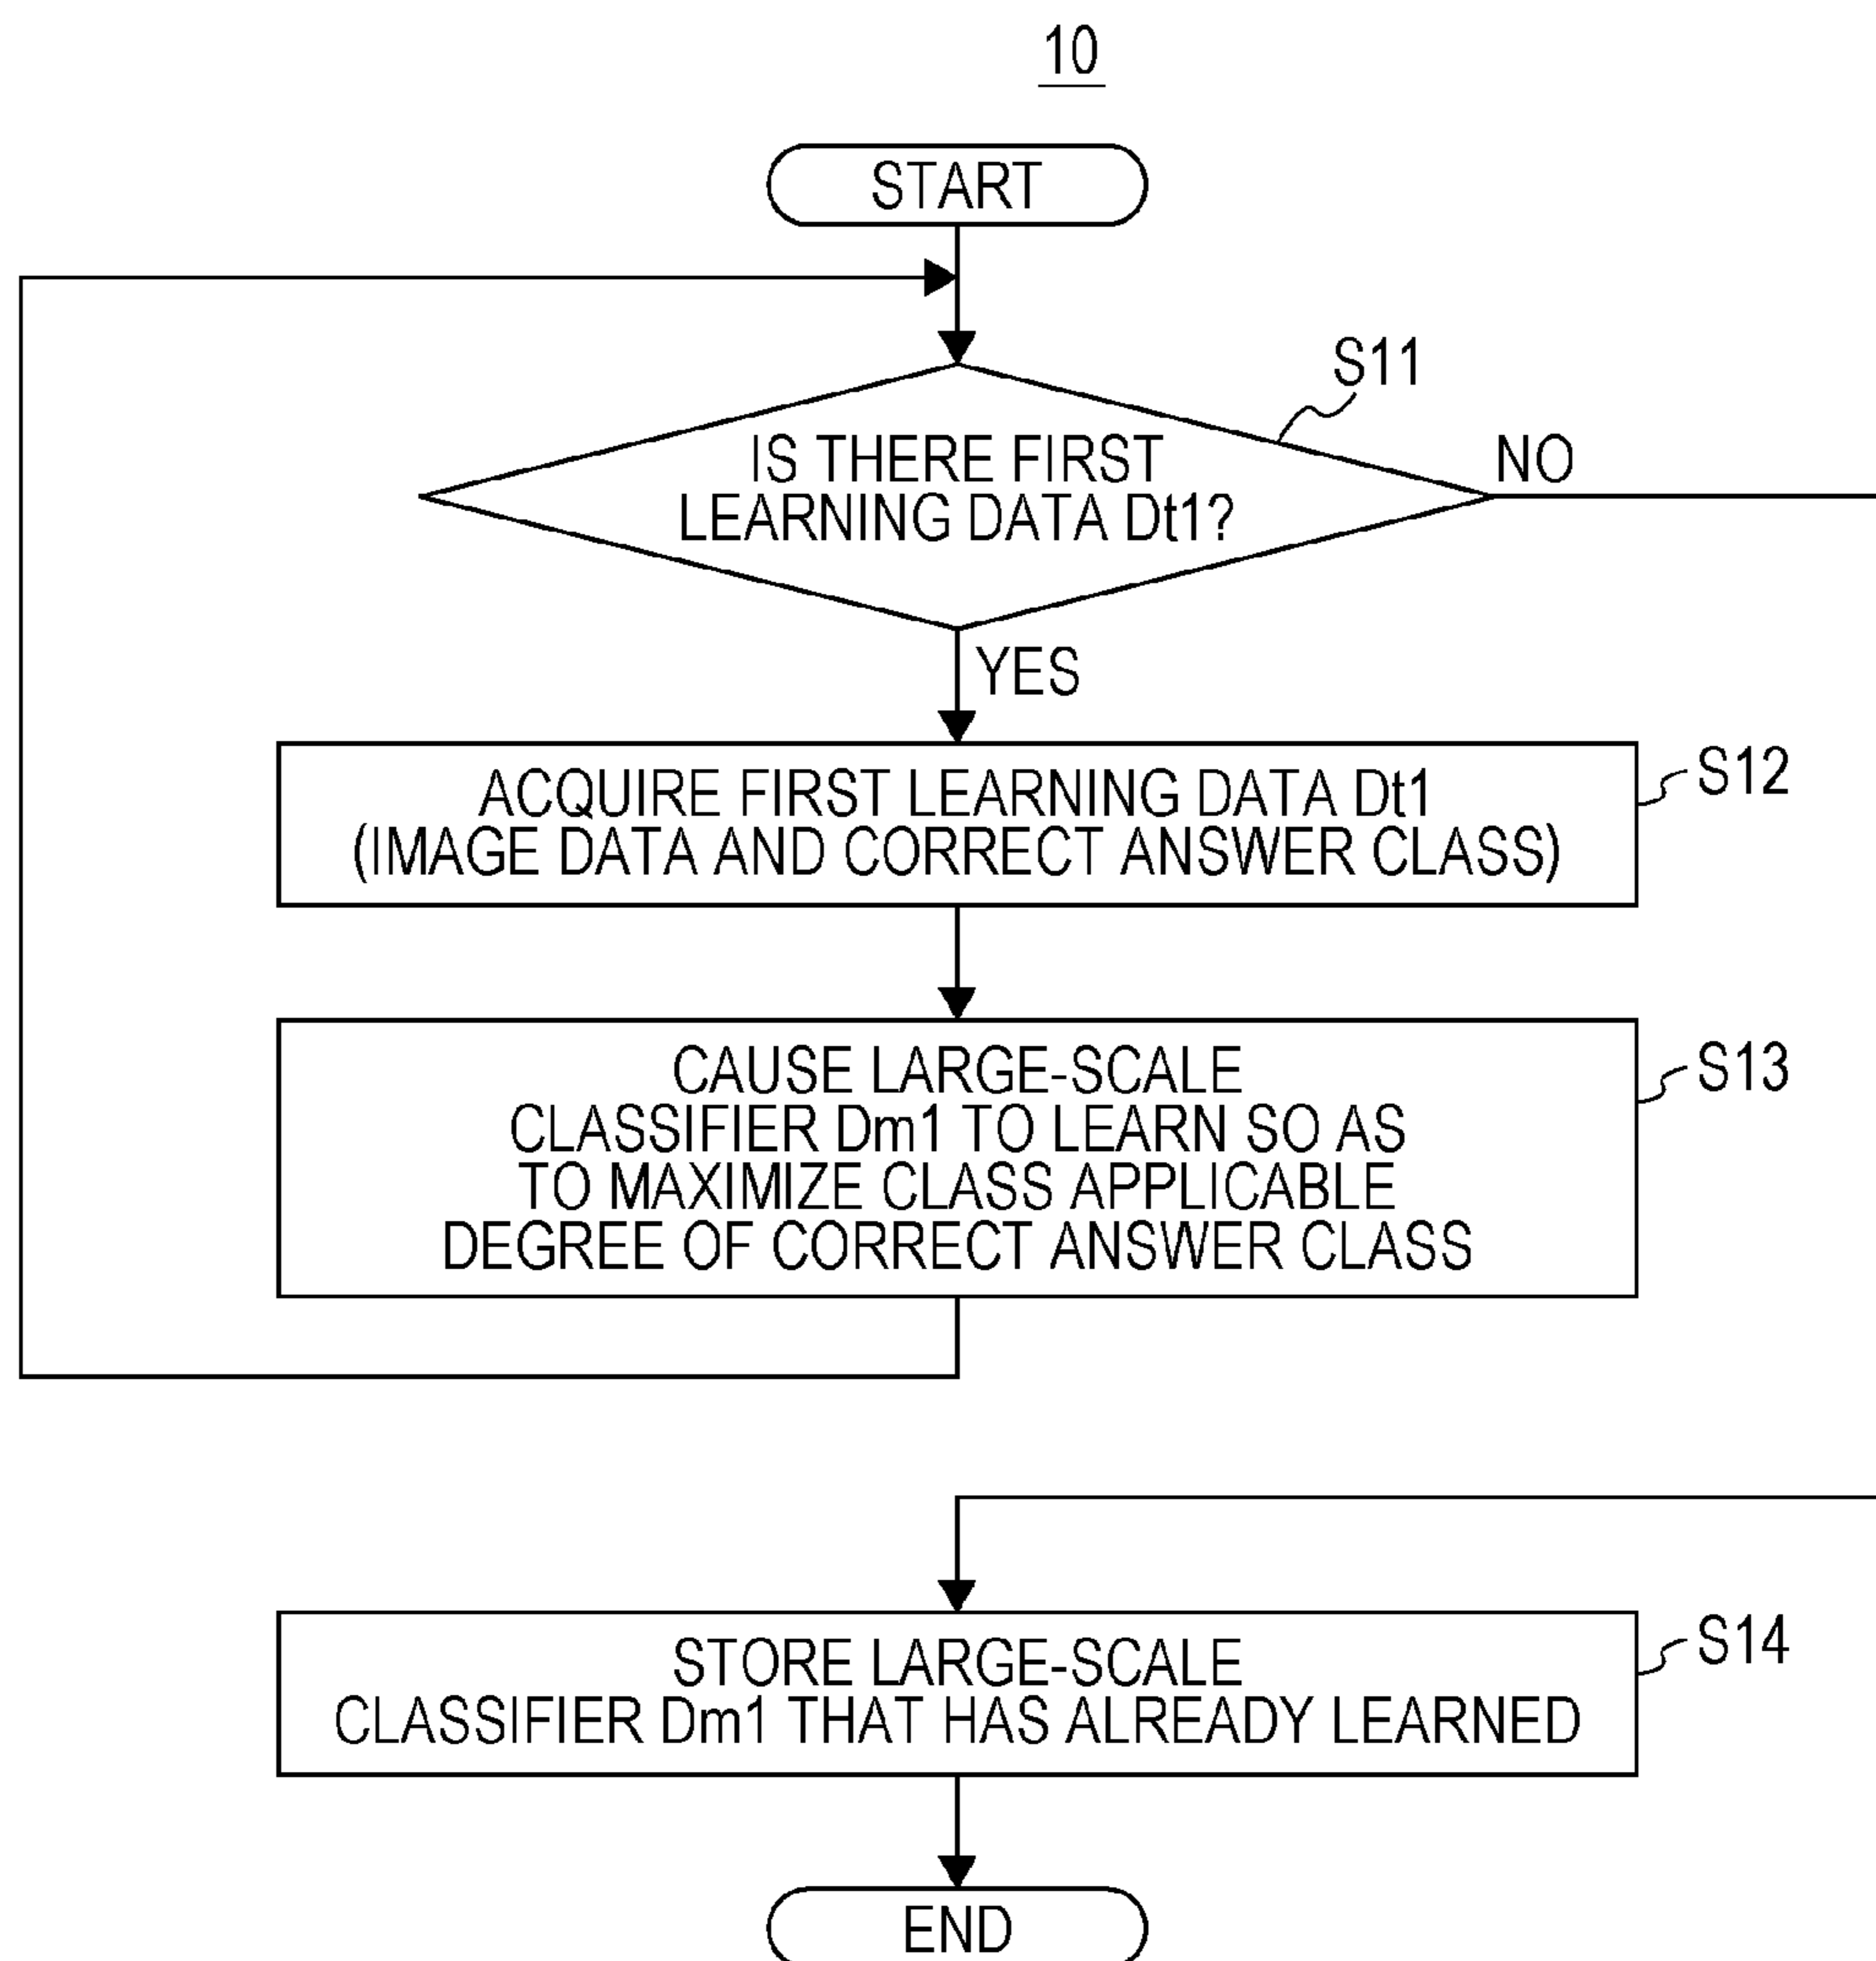 10
START
S11
IS THERE FIRST
LEARNING DATA Dt1?
NO
YES
S12
ACQUIRE FIRST LEARNING DATA Dt1
(IMAGE DATA AND CORRECT ANSWER CLASS)
S13
CAUSE LARGE-SCALE
CLASSIFIER Dm1 TO LEARN SO AS
TO MAXIMIZE CLASS APPLICABLE
DEGREE OF CORRECT ANSWER CLASS
S14
STORE LARGE-SCALE
CLASSIFIER Dm1 THAT HAS ALREADY LEARNED
END